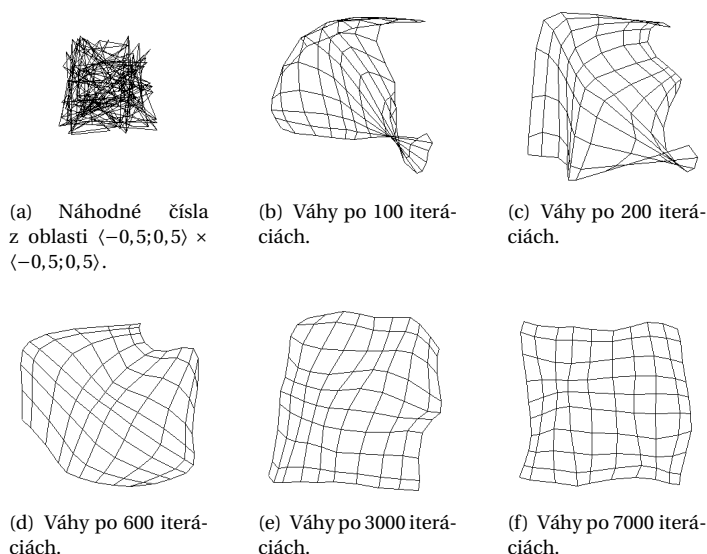 (a) Náhodné čísla
z oblasti ⟨−0,5;0,5⟩ ×
⟨−0,5;0,5⟩.
(b) Váhy po 100 iterá-
ciách.
(c) Váhy po 200 iterá-
ciách.
(d) Váhy po 600 iterá-
ciách.
(e) Váhy po 3000 iterá-
ciách.
(f) Váhy po 7000 iterá-
ciách.